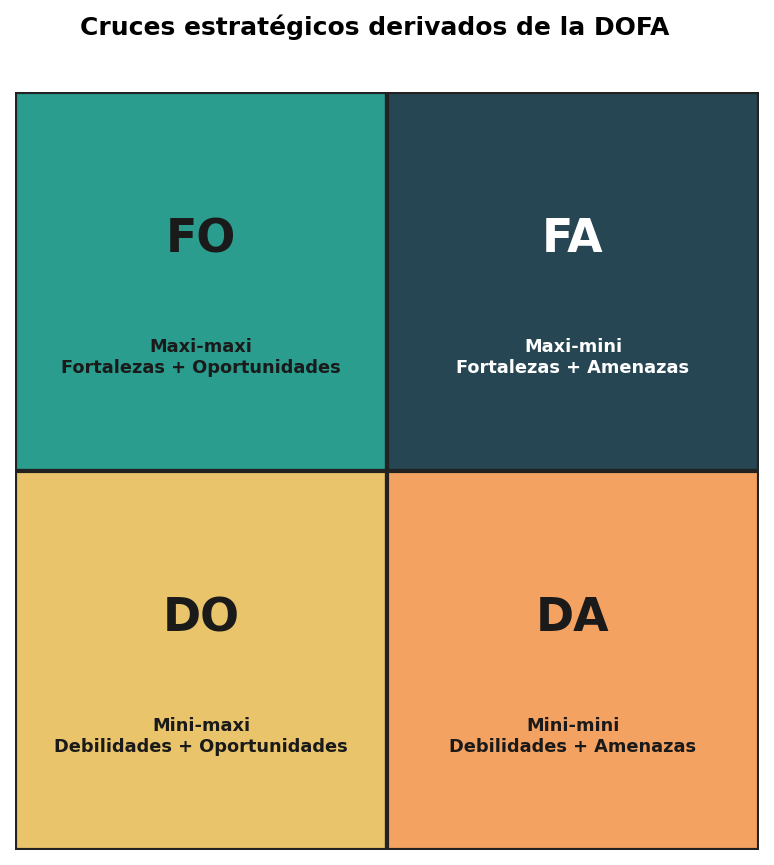 Cruces estratégicos derivados de la DOFA
FO
Maxi-maxi
Fortalezas + Oportunidades
FA
Maxi-mini
Fortalezas + Amenazas
DO
Mini-maxi
Debilidades + Oportunidades
DA
Mini-mini
Debilidades + Amenazas